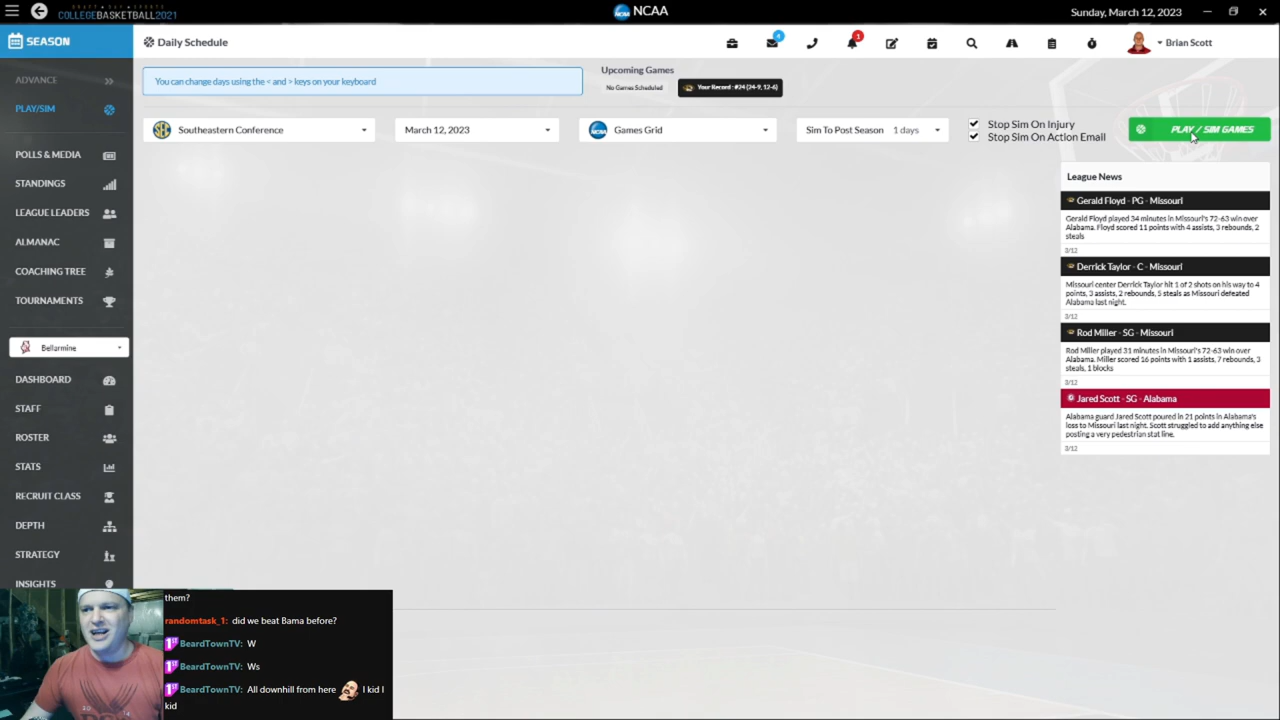 DRAFT DAY SPORTS
COLLEGEBASKETBALL2021
NCAA
Sunday, March 12, 2023
SEASON
Daily Schedule
4
1
Brian Scott
ADVANCE
PLAY/SIM
POLLS & MEDIA
STANDINGS
LEAGUE LEADERS
ALMANAC
COACHING TREE
TOURNAMENTS
Bellarmine
DASHBOARD
STAFF
ROSTER
STATS
RECRUIT CLASS
DEPTH
STRATEGY
INSIGHTS
You can change days using the < and > keys on your keyboard
Upcoming Games
No Games Scheduled
Your Record : #24 (24-9, 12-6)
SEC
Southeastern Conference
March 12, 2023
NCAA
Games Grid
Sim To Post Season 1 days
Stop Sim On Injury
Stop Sim On Action Email
PLAY / SIM GAMES
League News
Gerald Floyd - PG - Missouri
Gerald Floyd played 34 minutes in Missouri's 72-63 win over
Alabama. Floyd scored 11 points with 4 assists, 3 rebounds, 2
steals
3/12
Derrick Taylor - C - Missouri
Missouri center Derrick Taylor hit 1 of 2 shots on his way to 4
points, 3 assists, 2 rebounds, 5 steals as Missouri defeated
Alabama last night.
3/12
Rod Miller - SG - Missouri
Rod Miller played 31 minutes in Missouri's 72-63 win over
Alabama. Miller scored 16 points with 1 assists, 7 rebounds, 3
steals, 1 blocks
3/12
Jared Scott - SG - Alabama
Alabama guard Jared Scott poured in 21 points in Alabama's
loss to Missouri last night. Scott struggled to add anything else
posting a very pedestrian stat line.
3/12
them?
randomtask_1: did we beat Bama before?
1ST BeardTownTV: W
1ST BeardTownTV: Ws
1ST BeardTownTV: All downhill from here I kid I
kid